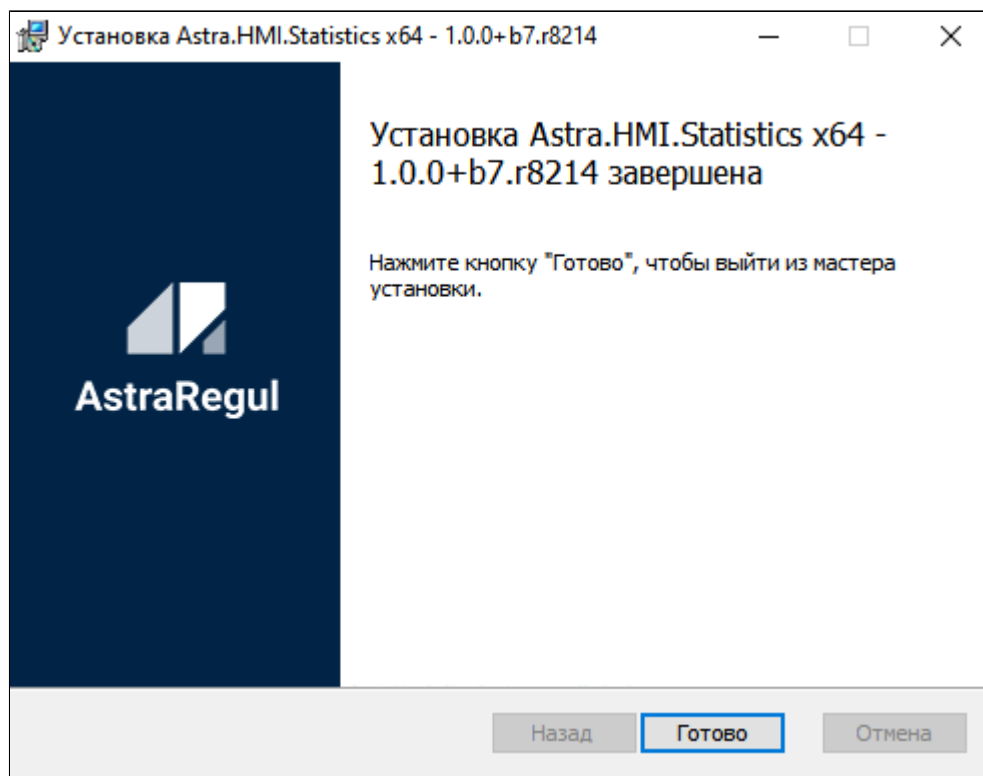 Установка Astra.HMI.Statistics x64 - 1.0.0+b7.r8214
Установка Astra.HMI.Statistics x64 -
1.0.0+b7.r8214 завершена
Нажмите кнопку "Готово", чтобы выйти из мастера
установки.
AstraRegul
Назад
Готово
Отмена